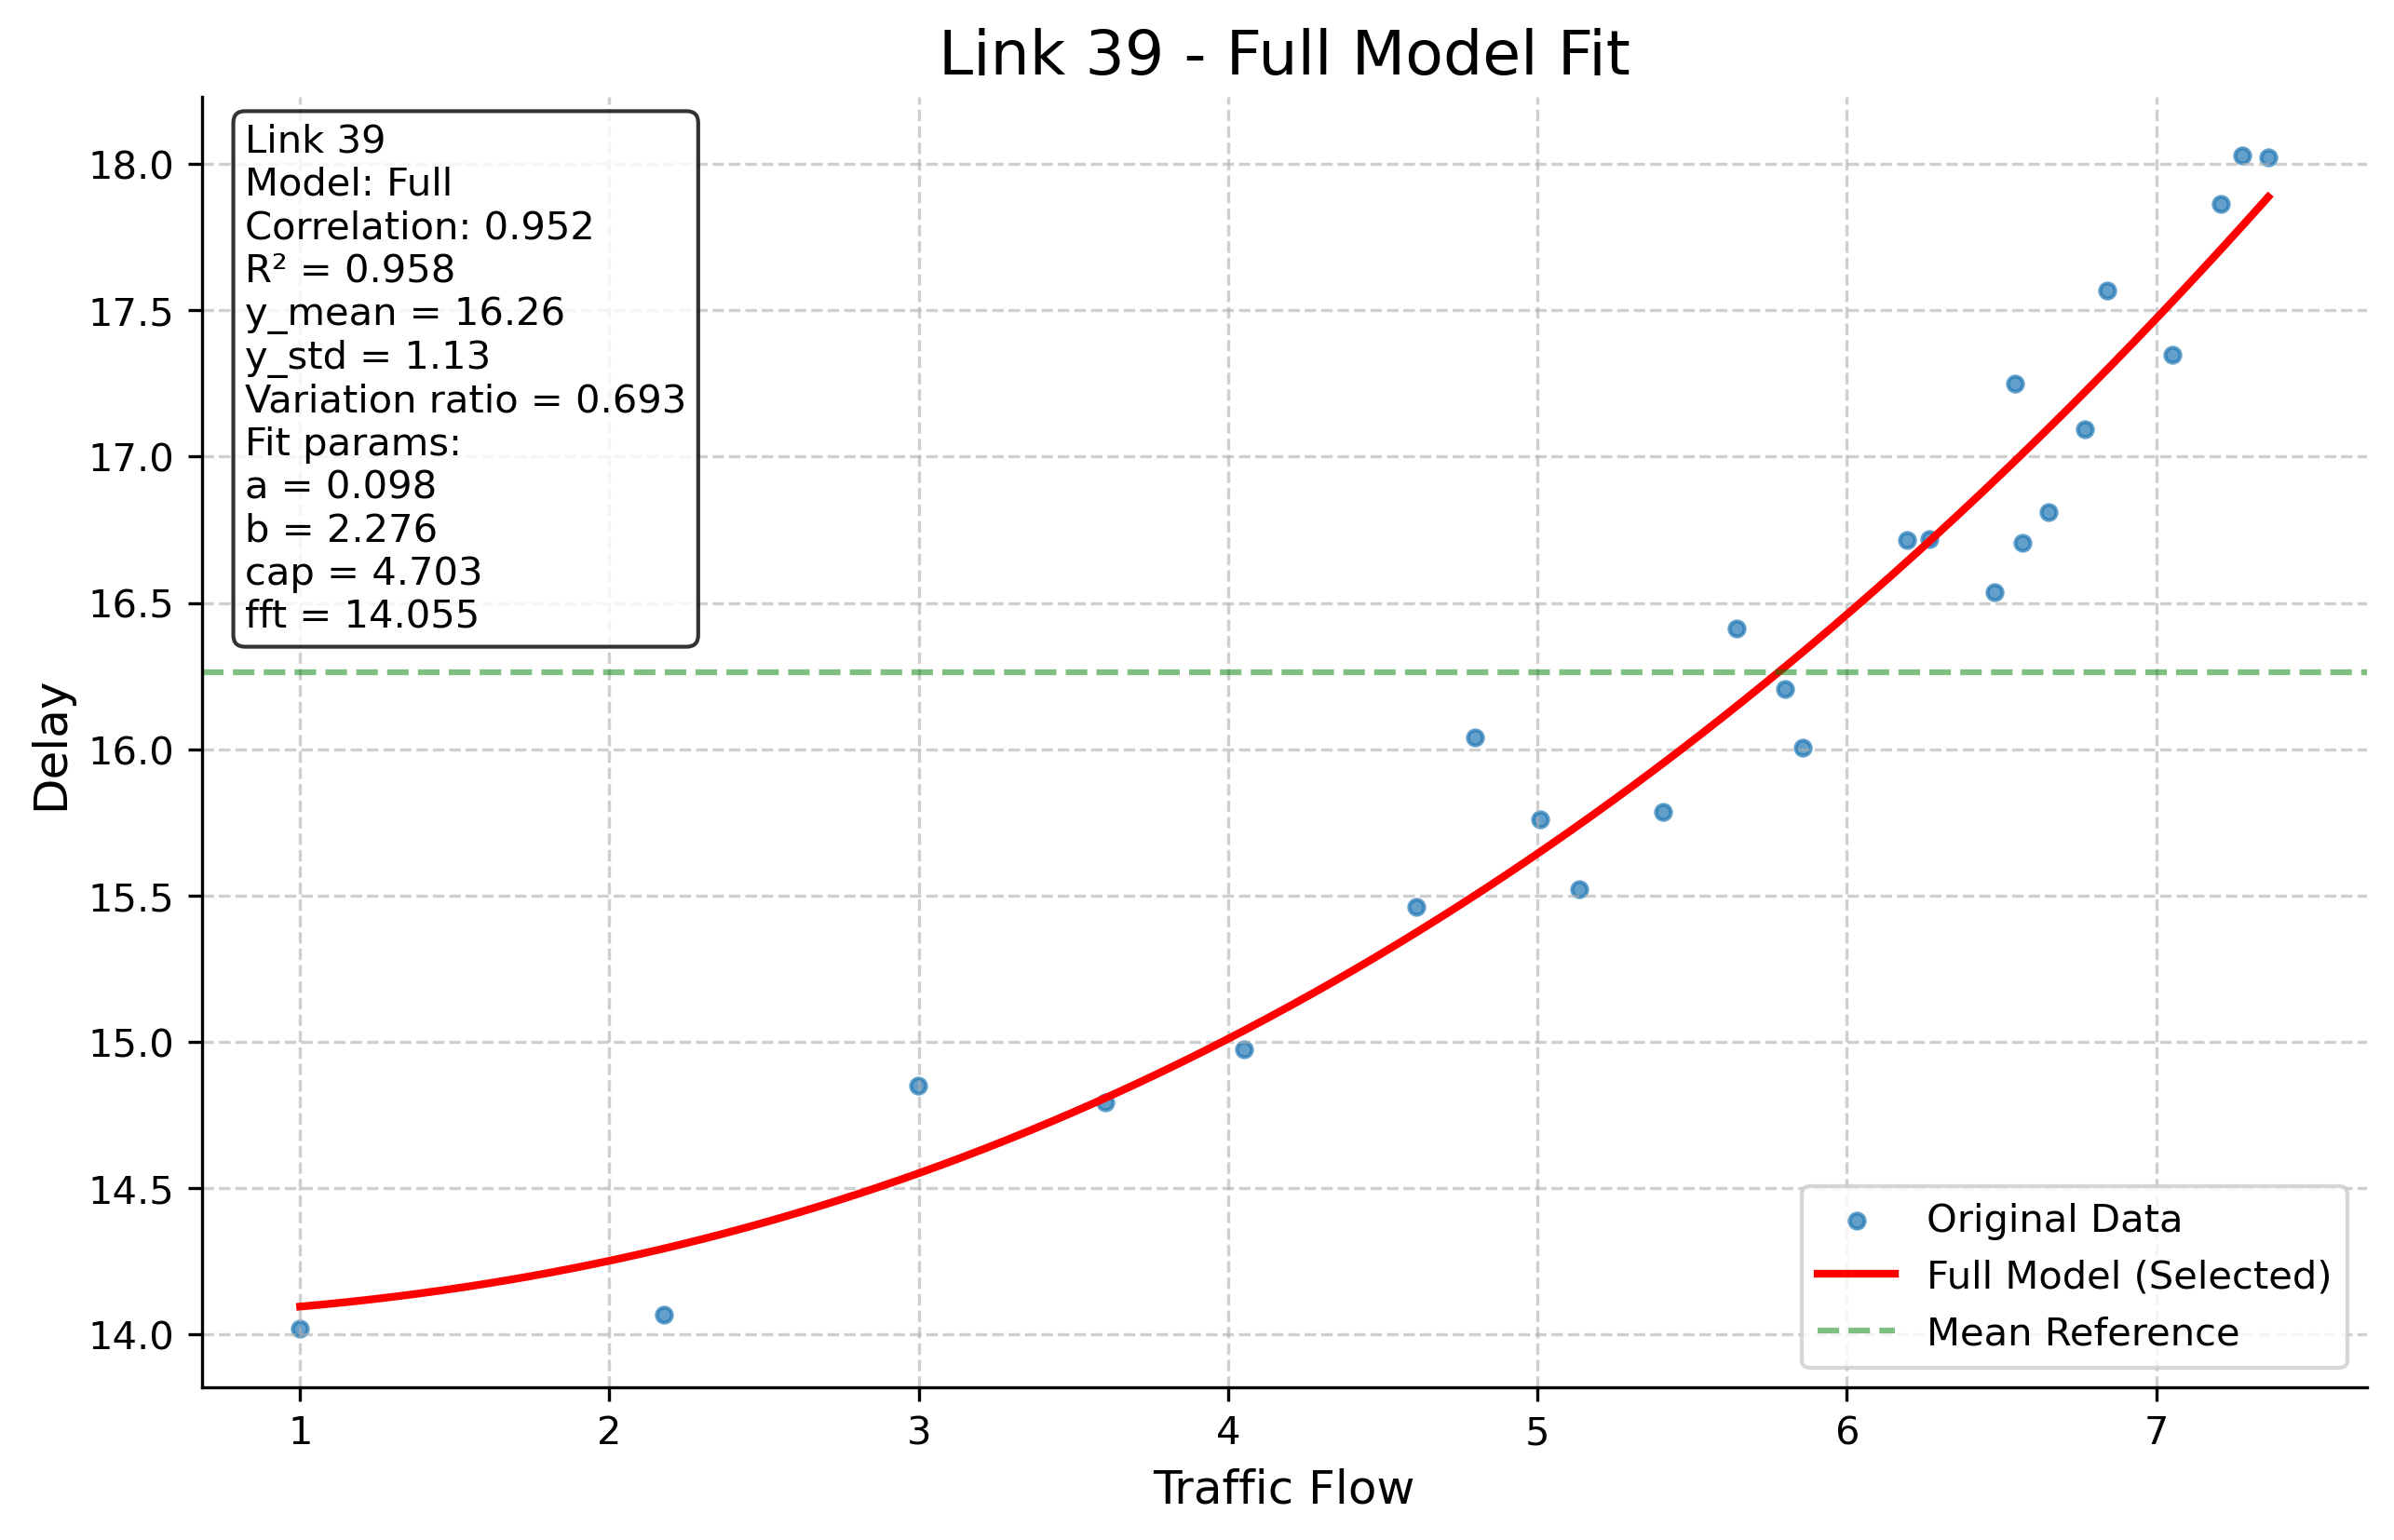 Link 39 - Full Model Fit
Link 39
Model: Full
Correlation: 0.952
R² = 0.958
y_mean = 16.26
y_std = 1.13
Variation ratio = 0.693
Fit params:
a = 0.098
b = 2.276
cap = 4.703
fft = 14.055
18.0
17.5
17.0
16.5
16.0
15.5
15.0
14.5
14.0
Delay
Original Data
Full Model (Selected)
Mean Reference
1 2 3 4 5 6 7
Traffic Flow